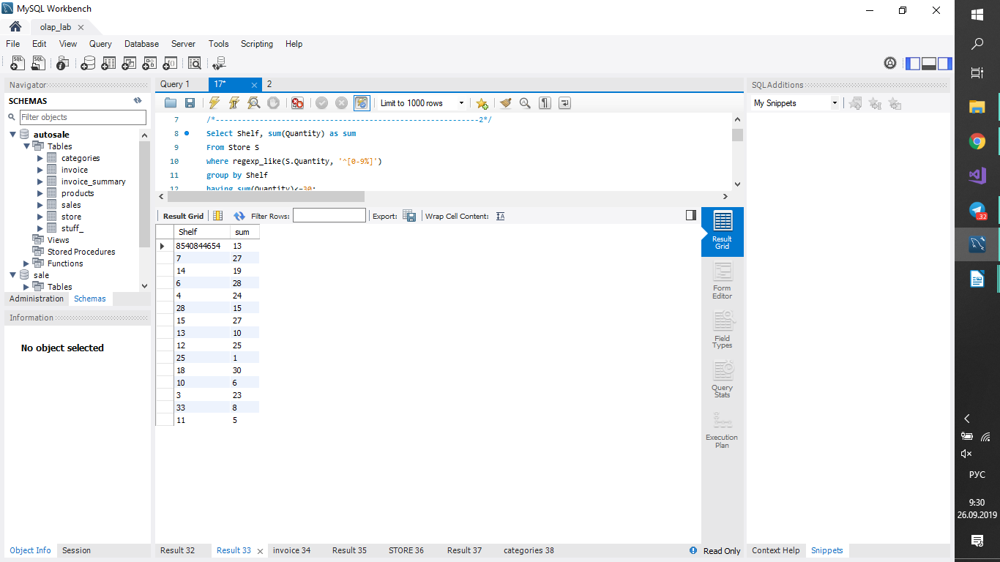 MySQL Workbench
olap_lab
File Edit View Query Database Server Tools Scripting Help
Navigator
SCHEMAS
Filter objects
autosale
Tables
categories
invoice
invoice_summary
products
sales
store
stuff_
Views
Stored Procedures
Functions
sale
Tables
Administration Schemas
Information
No object selected
Object Info Session
Query 1 17* 2
Limit to 1000 rows
7 /*------------------------------------------------------------2*/
8 Select Shelf, sum(Quantity) as sum
9 From Store S
10 where regexp_like(S.Quantity, '^[0-9%]')
11 group by Shelf
12 having sum(Quantity)<=30;
Result Grid Filter Rows: Export: Wrap Cell Content:
Shelf sum
8540844654 13
7 27
14 19
6 28
4 24
28 15
15 27
13 10
12 25
25 1
18 30
10 6
3 23
33 8
11 5
Result Grid
Form Editor
Field Types
Query Stats
Execution Plan
Result 32 Result 33 invoice 34 Result 35 STORE 36 Result 37 categories 38 Read Only
SQLAdditions
My Snippets
Context Help Snippets
32
РУС
9:30
26.09.2019